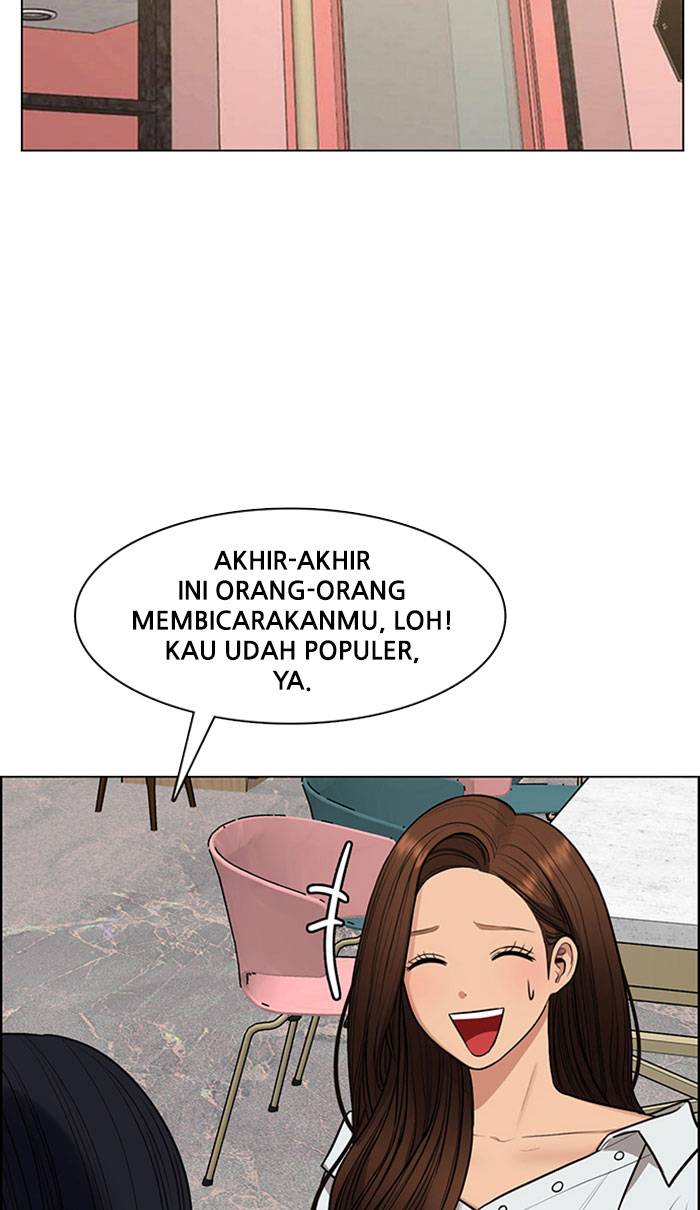 AKHIR-AKHIR
INI ORANG-ORANG
MEMBICARAKANMU, LOH!
KAU UDAH POPULER,
YA.